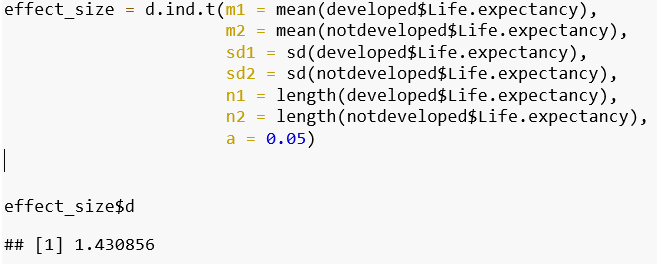 effect_size = d.ind.t(m1 = mean(developed$Life.expectancy),
m2 = mean(notdeveloped$Life.expectancy),
sd1 = sd(developed$Life.expectancy),
sd2 = sd(notdeveloped$Life.expectancy),
n1 = length(developed$Life.expectancy),
n2 = length(notdeveloped$Life.expectancy),
a = 0.05)
effect_size$d
## [1] 1.430856